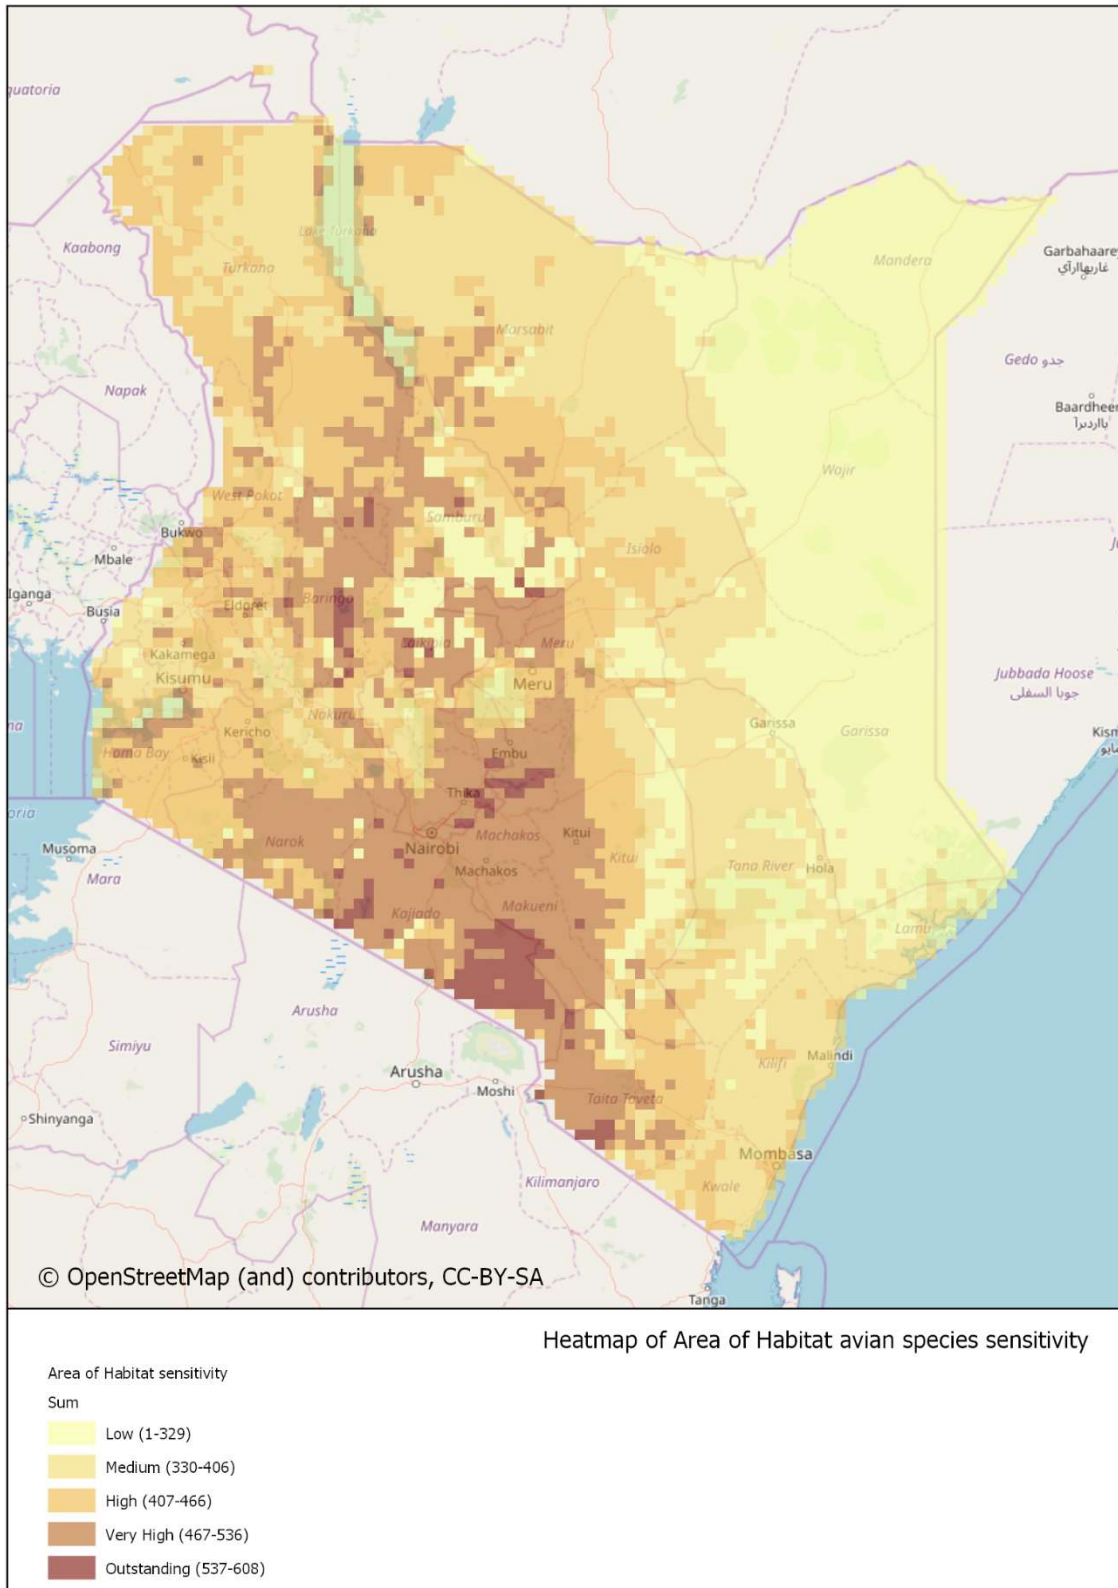 quatoria
Kaabong
Lake Turkana
Turkana
Mandera
Garbahaarey
غاربهاارآي
Marsabit
Gedo جدو
Napak
Baardheer
بااردىرآ
Wajir
West Pokot
Samburu
Bukwo
Isiolo
Mbale
Iganga
Busia
Eldoret
Baringo
Kakamega
Laikipia
Meru
Kisumu
Meru
Jubbada Hoose
جوبا السفلى
Nakuru
Garissa
Garissa
Kericho
Homa Bay
Kisii
Embu
Kism
Thika
oria
Narok
Nairobi
Machakos
Kitui
Musoma
Machakos
Kitui
Tana River
Hola
Mara
Kajiado
Makueni
Lamu
Arusha
Simiyu
Kilifi
Malindi
Arusha
Moshi
Taita Taveta
Shinyanga
Mombasa
Kilimanjaro
Kwale
Manyara
© OpenStreetMap (and) contributors, CC-BY-SA
Tanga
Heatmap of Area of Habitat avian species sensitivity
Area of Habitat sensitivity
Sum
Low (1-329)
Medium (330-406)
High (407-466)
Very High (467-536)
Outstanding (537-608)